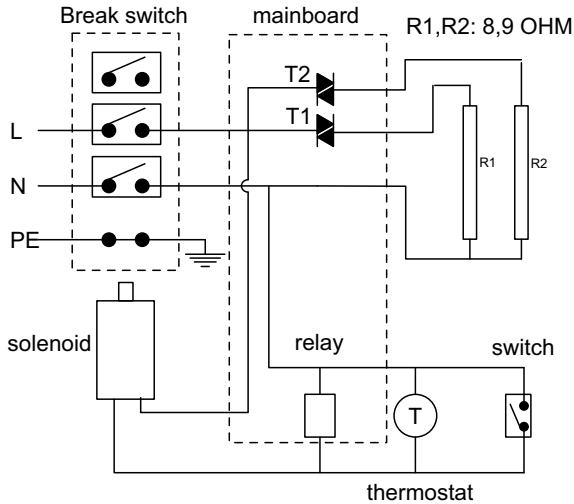 Break switch
mainboard
R1,R2: 8,9 OHM
T2
T1
L
N
PE
R1
R2
solenoid
relay
switch
T
thermostat